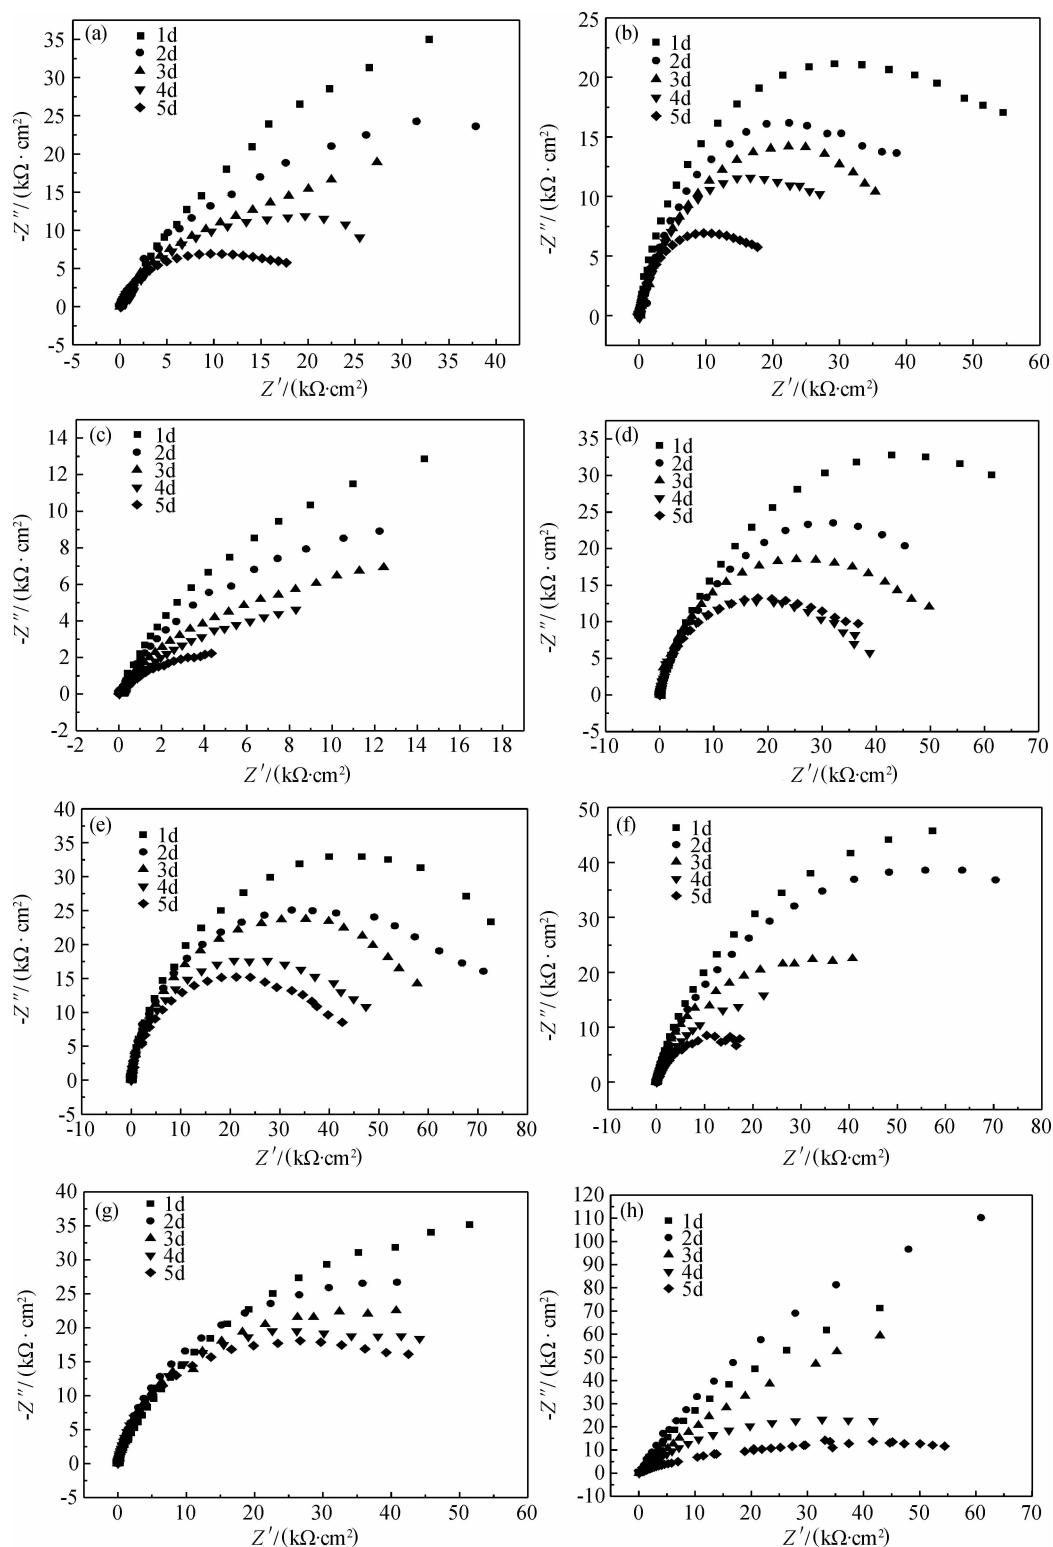 (a)
1d
2d
3d
4d
5d
35
30
25
20
15
10
5
0
-5
-5 0 5 10 15 20 25 30 35 40
-Z″/(kΩ·cm²)
Z′/(kΩ·cm²)
(b)
1d
2d
3d
4d
5d
25
20
15
10
5
0
0 10 20 30 40 50 60
-Z″/(kΩ·cm²)
Z′/(kΩ·cm²)
(c)
1d
2d
3d
4d
5d
14
12
10
8
6
4
2
0
-2
-2 0 2 4 6 8 10 12 14 16 18
-Z″/(kΩ·cm²)
Z′/(kΩ·cm²)
(d)
1d
2d
3d
4d
5d
35
30
25
20
15
10
5
0
-5
-10 0 10 20 30 40 50 60 70
-Z″/(kΩ·cm²)
Z′/(kΩ·cm²)
(e)
1d
2d
3d
4d
5d
40
35
30
25
20
15
10
5
0
-5
-10 0 10 20 30 40 50 60 70 80
-Z″/(kΩ·cm²)
Z′/(kΩ·cm²)
(f)
1d
2d
3d
4d
5d
50
40
30
20
10
0
-10 0 10 20 30 40 50 60 70 80
-Z″/(kΩ·cm²)
Z′/(kΩ·cm²)
(g)
1d
2d
3d
4d
5d
40
35
30
25
20
15
10
5
0
-5
0 10 20 30 40 50 60
-Z″/(kΩ·cm²)
Z′/(kΩ·cm²)
(h)
1d
2d
3d
4d
5d
120
110
100
90
80
70
60
50
40
30
20
10
0
-10
0 10 20 30 40 50 60 70
-Z″/(kΩ·cm²)
Z′/(kΩ·cm²)